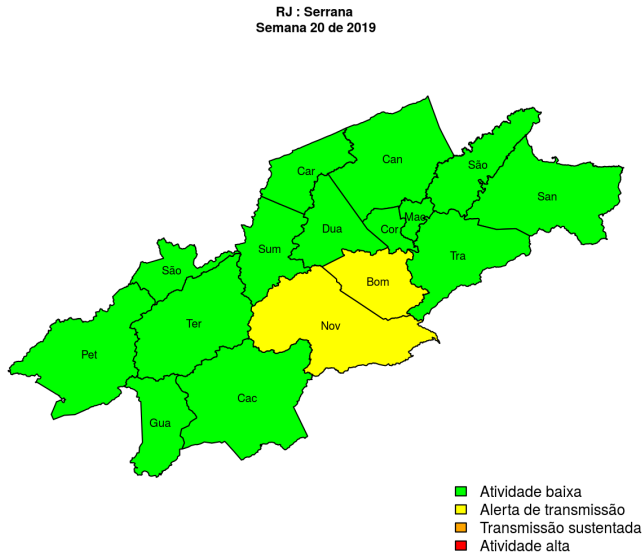 RJ : Serrana
Semana 20 de 2019
Can
São
Car
San
Mac
Dua
Cor
Sum
Tra
São
Bom
Ter
Nov
Pet
Cac
Gua
Atividade baixa
Alerta de transmissão
Transmissão sustentada
Atividade alta